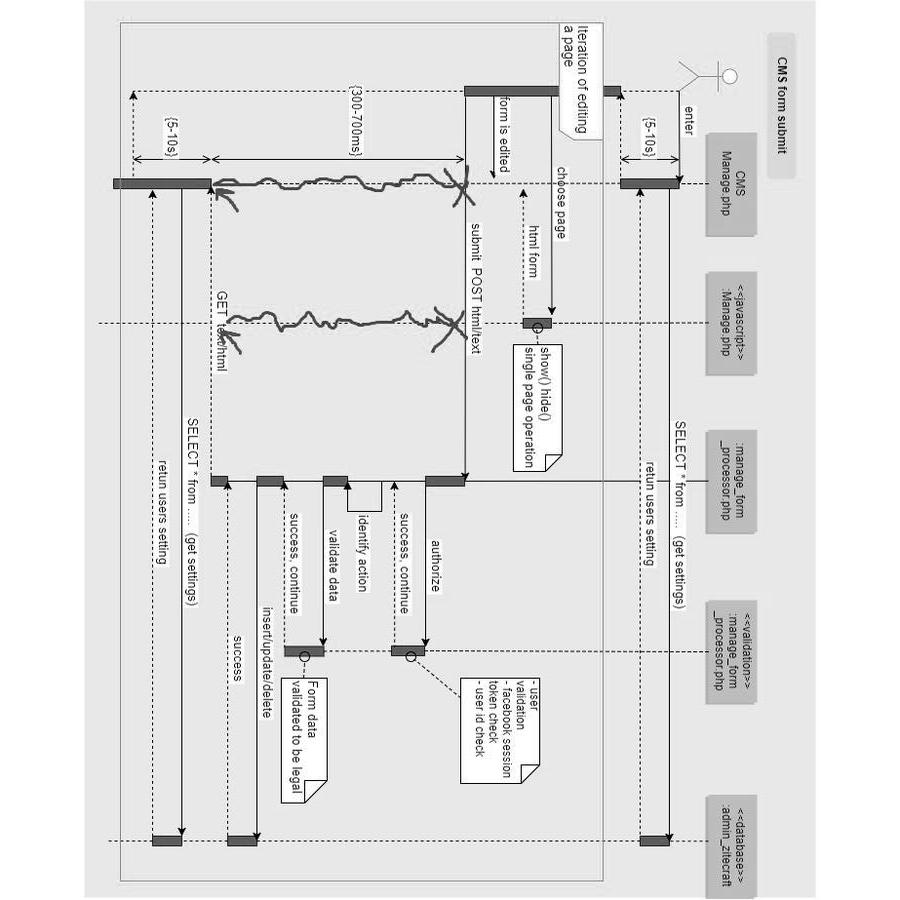 CMS form submit
CMS
Manage.php
<<javascript>>
:Manage.php
:manage_form
_processor.php
<<validation>>
:manage_form
_processor.php
<<database>>
:admin_zitecraft
enter
{5-10s}
SELECT * from ..... (get settings)
retun users setting
Iteration of editing
a page
choose page
html form
show() hide()
single page operation
form is edited
submit POST html/text
authorize
- user
validation
- facebook session
token check
- user id check
success, continue
identify action
validate data
Form data
validated to be legal
success, continue
insert/update/delete
success
{300-700ms}
GET text/html
{5-10s}
SELECT * from ..... (get settings)
retun users setting